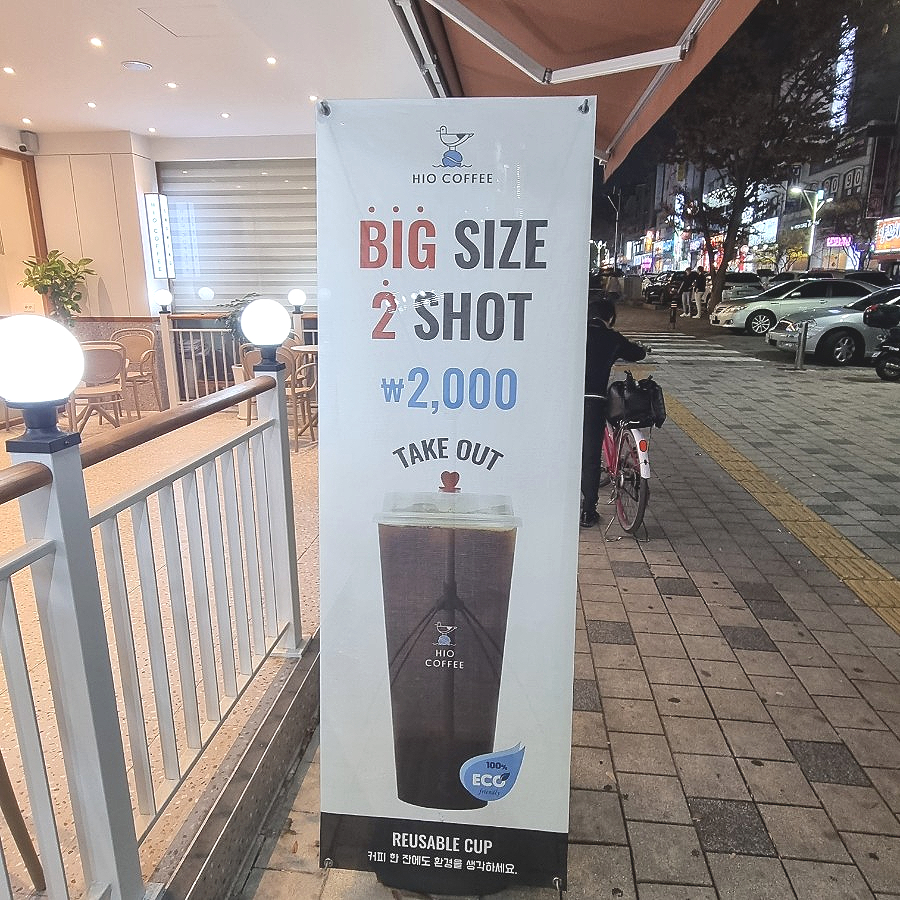 HIO COFFEE
BIG SIZE
2 SHOT
₩2,000
TAKE OUT
HIO
COFFEE
100%
ECO
friendly
REUSABLE CUP
커피 한 잔에도 환경을 생각하세요.